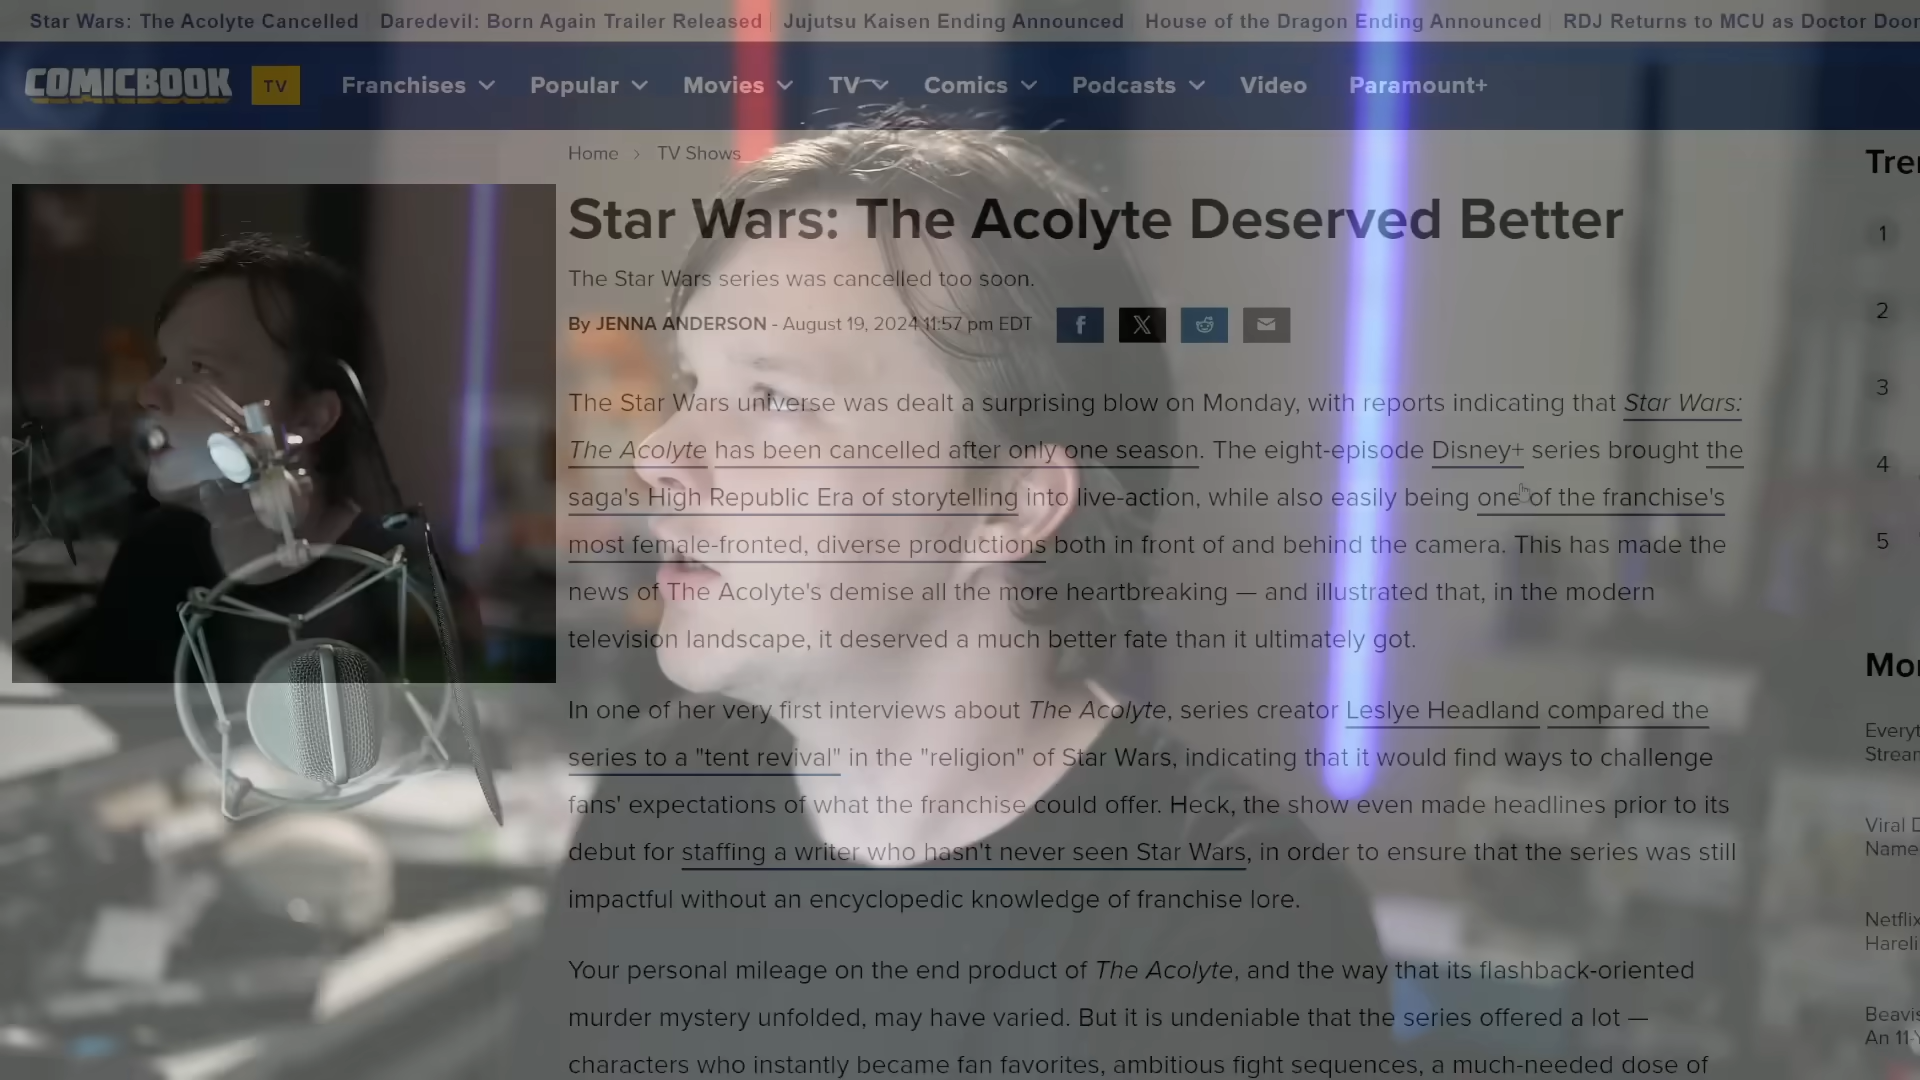 Star Wars: The Acolyte Cancelled Daredevil: Born Again Trailer Released Jujutsu Kaisen Ending Announced House of the Dragon Ending Announced RDJ Returns to MCU as Doctor Doom
COMICBOOK TV Franchises Popular Movies TV Comics Podcasts Video Paramount+
Home > TV Shows
Star Wars: The Acolyte Deserved Better
The Star Wars series was cancelled too soon.
By JENNA ANDERSON - August 19, 2024 11:57 pm EDT
The Star Wars universe was dealt a surprising blow on Monday, with reports indicating that Star Wars:
The Acolyte has been cancelled after only one season. The eight-episode Disney+ series brought the
saga's High Republic Era of storytelling into live-action, while also easily being one of the franchise's
most female-fronted, diverse productions both in front of and behind the camera. This has made the
news of The Acolyte's demise all the more heartbreaking — and illustrated that, in the modern
television landscape, it deserved a much better fate than it ultimately got.
In one of her very first interviews about The Acolyte, series creator Leslye Headland compared the
series to a "tent revival" in the "religion" of Star Wars, indicating that it would find ways to challenge
fans' expectations of what the franchise could offer. Heck, the show even made headlines prior to its
debut for staffing a writer who hasn't never seen Star Wars, in order to ensure that the series was still
impactful without an encyclopedic knowledge of franchise lore.
Your personal mileage on the end product of The Acolyte, and the way that its flashback-oriented
murder mystery unfolded, may have varied. But it is undeniable that the series offered a lot —
characters who instantly became fan favorites, ambitious fight sequences, a much-needed dose of
Tre
1
2
3
4
5
Mo
Everyt
Strean
Viral D
Name
Netflix
Hareli
Beavis
An 11-Y